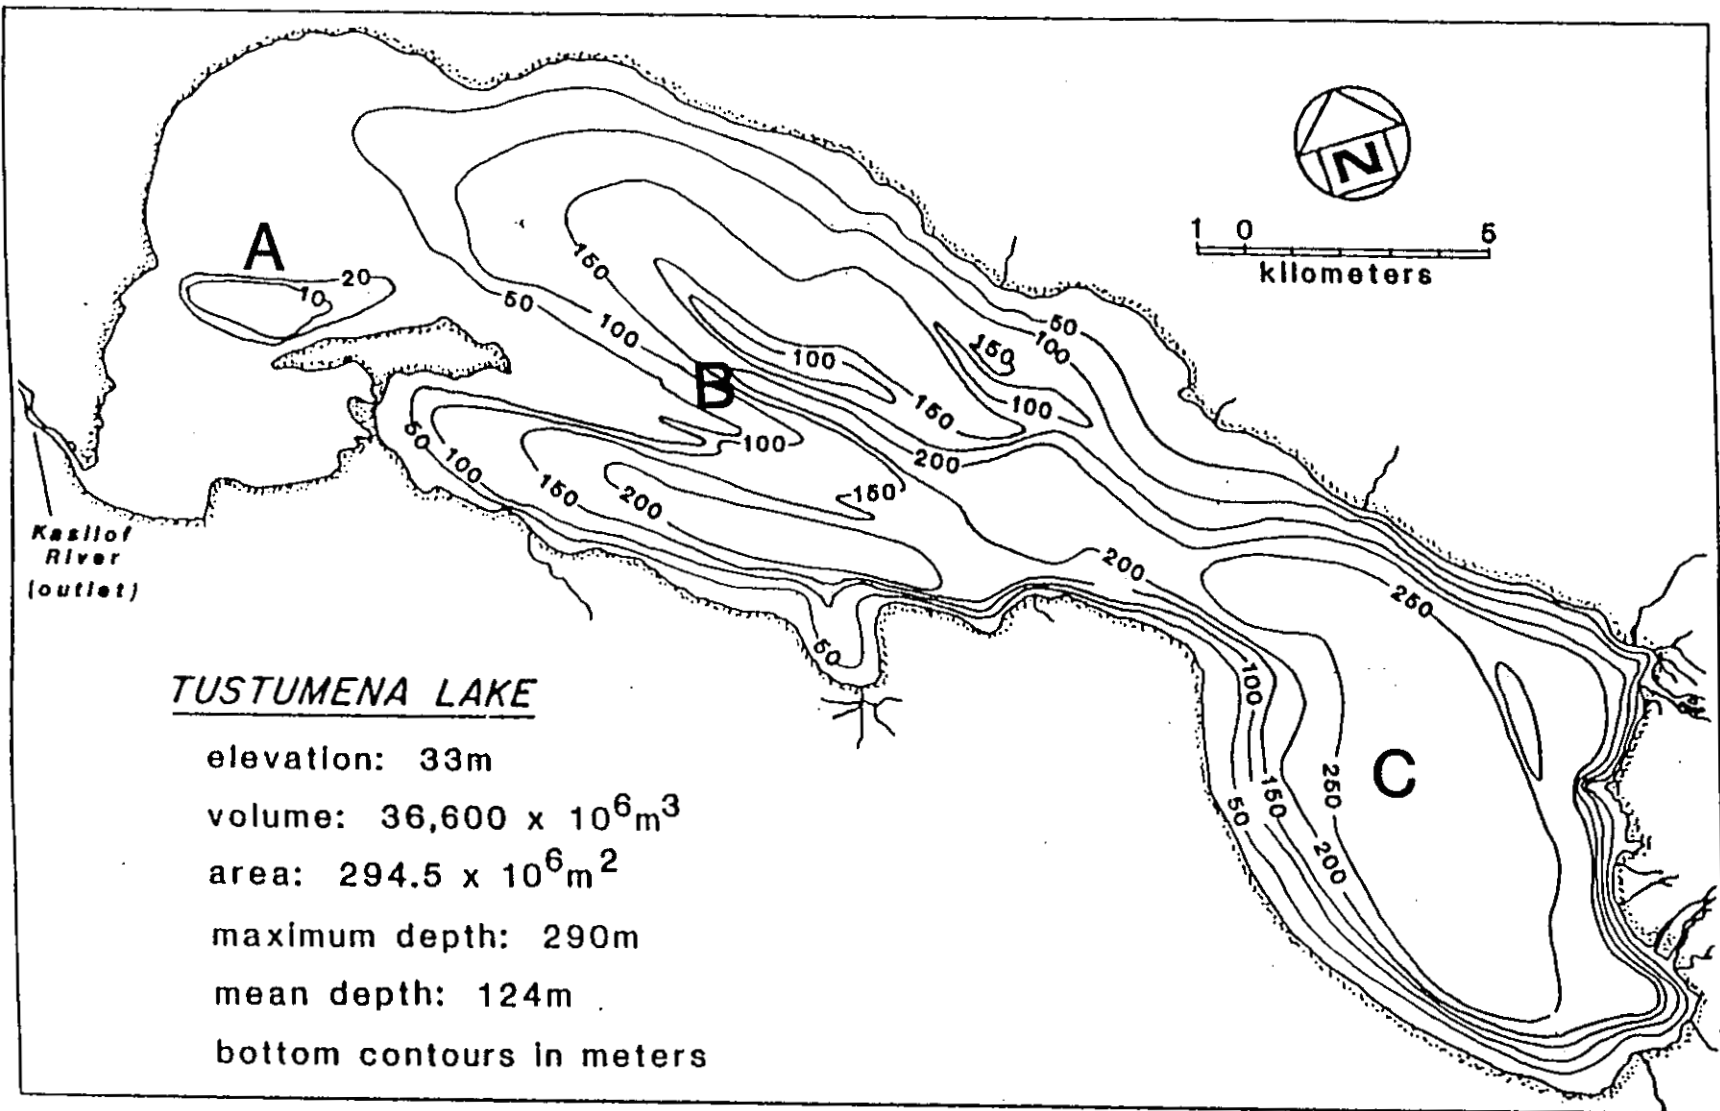 A
20
10
150
50
100
B
100
150
200
50
100
150
100
150
100
200
50
100
150
200
150
50
200
250
100
250
150
50
200
C
N
1 0 5
kilometers
Kasilof
River
(outlet)
TUSTUMENA LAKE
elevation: 33m
volume: 36,600 x 10⁶m³
area: 294.5 x 10⁶m²
maximum depth: 290m
mean depth: 124m
bottom contours in meters